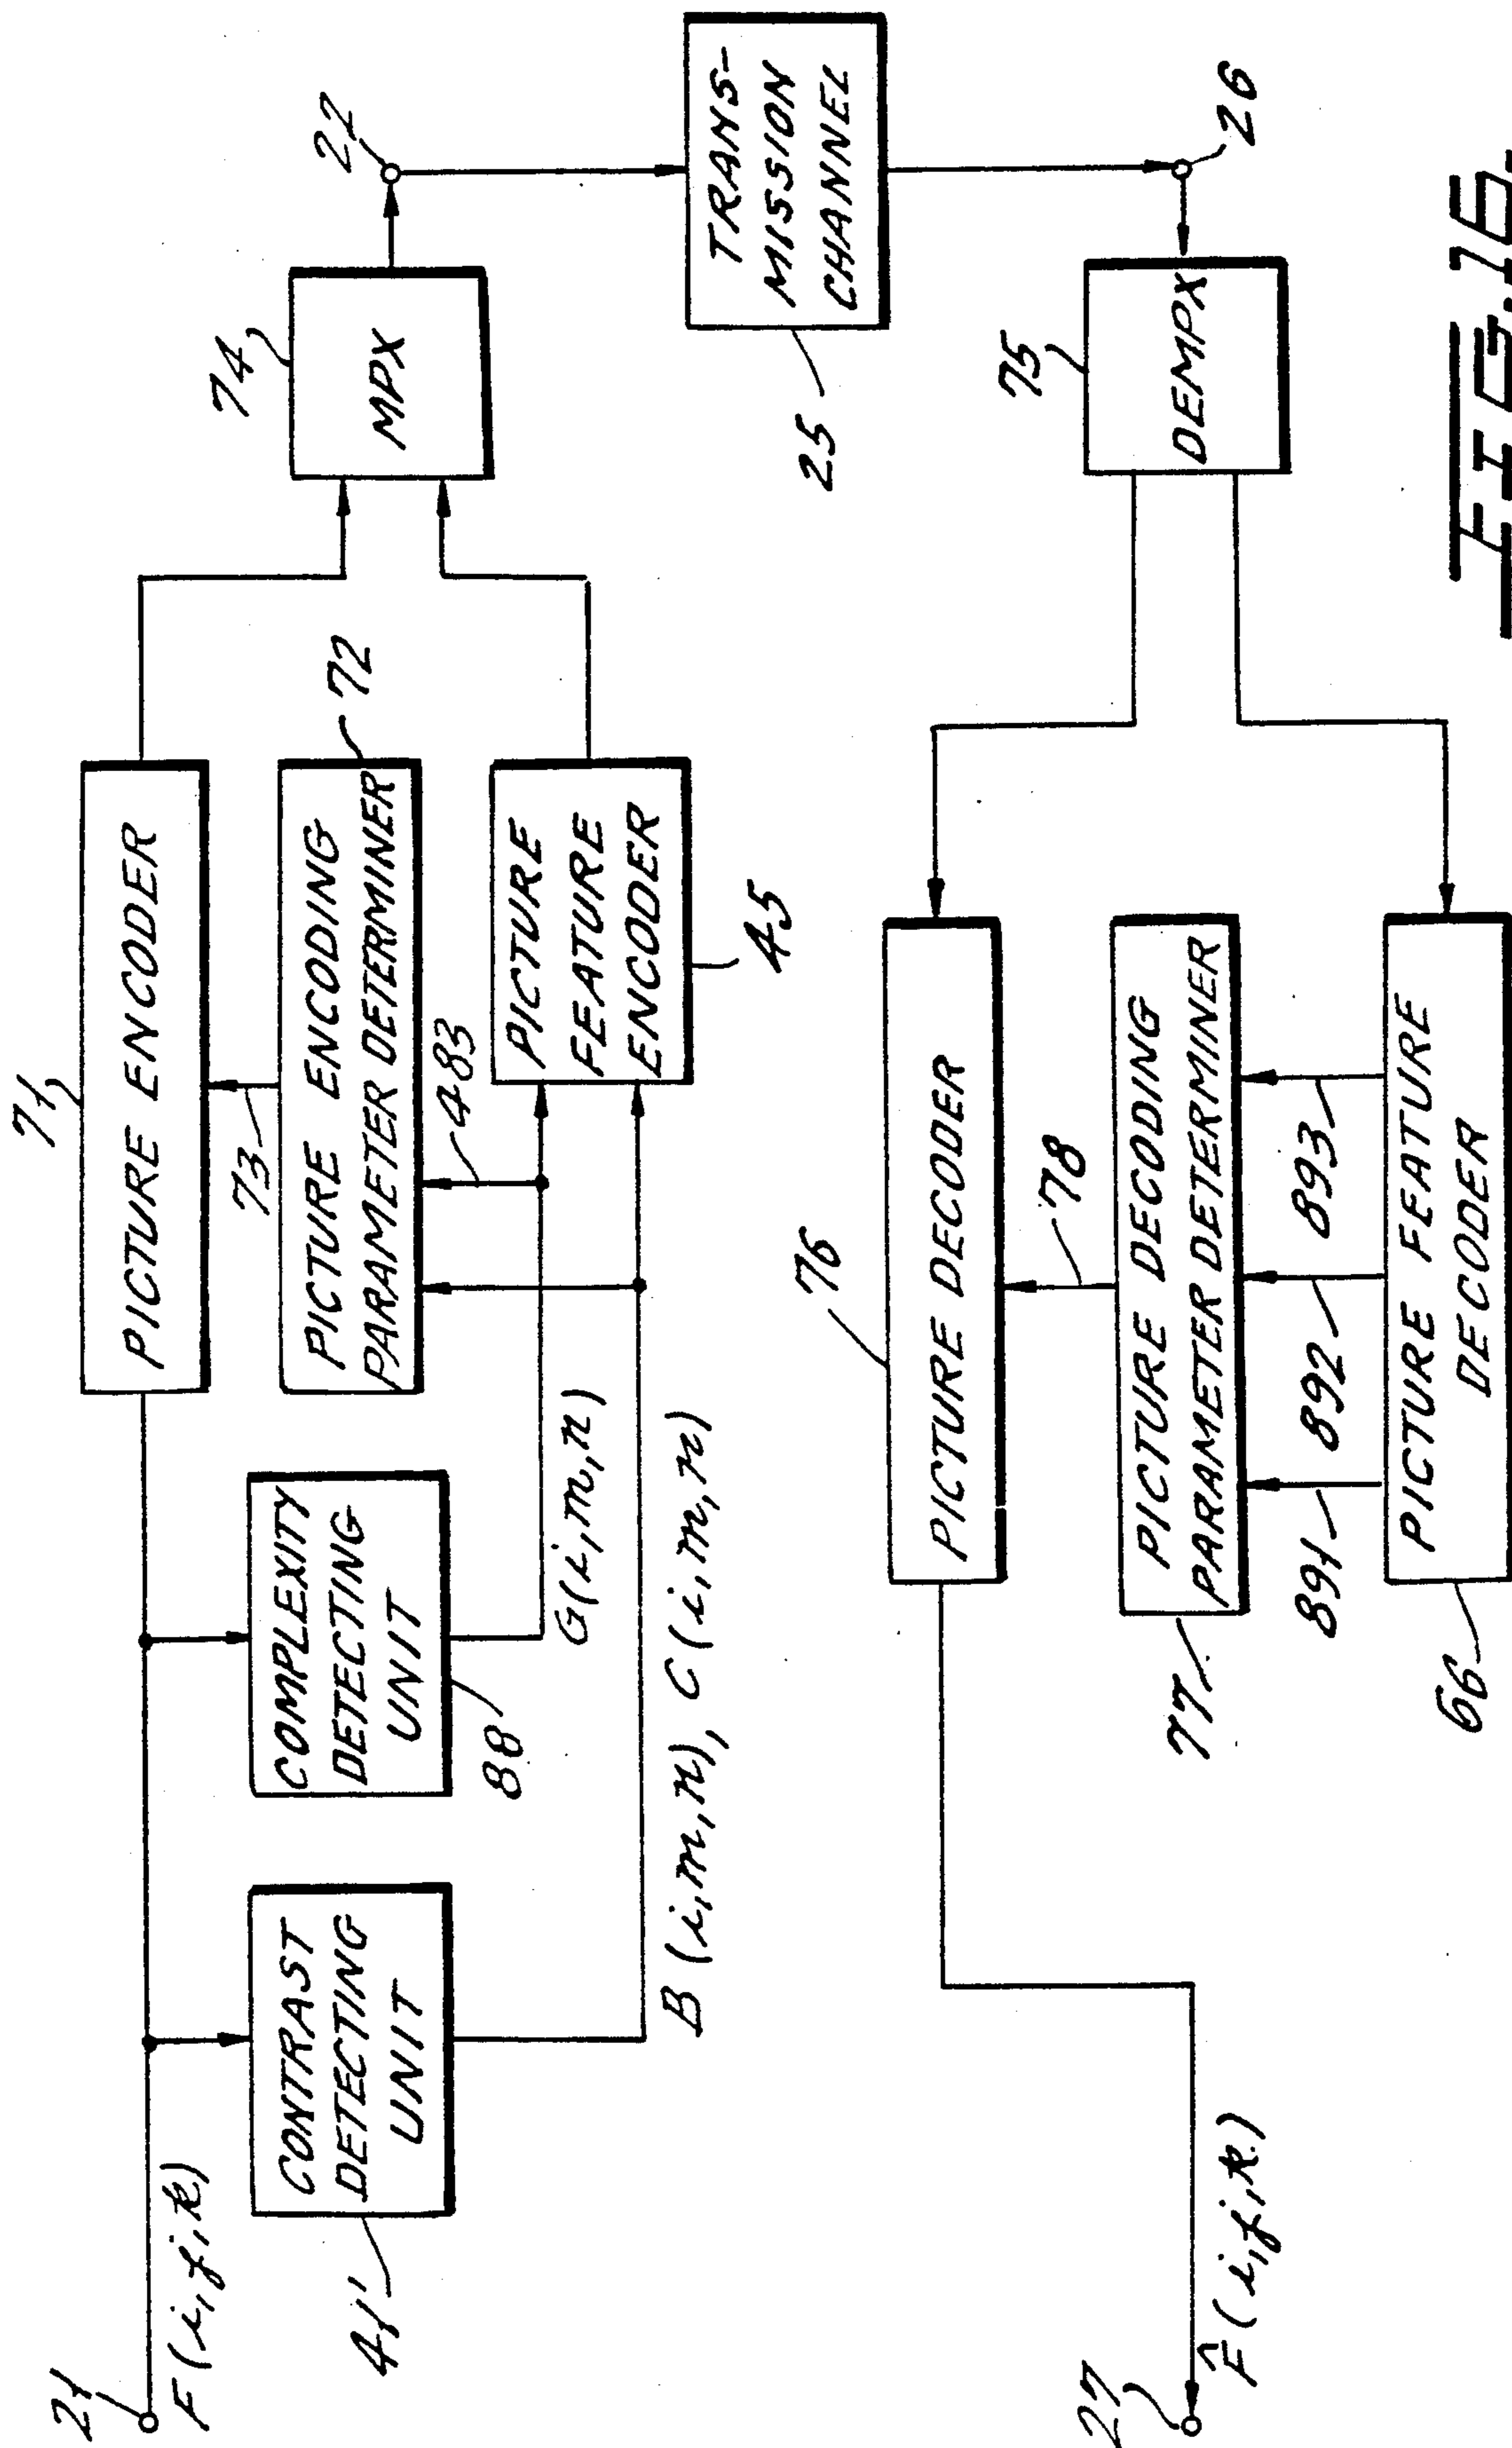 21
F(i,j,k)
41'
CONTRAST
DETECTING
UNIT
COMPLEXITY
DETECTING
UNIT
88
71
PICTURE ENCODER
73
PICTURE ENCODING
PARAMETER DETERMINER
72
483
PICTURE
FEATURE
ENCODER
45
G(i,m,n)
B(i,m,n), C(i,m,n)
74
MPX
22
TRANS-
MISSION
CHANNEL
25
26
75
DEMPX
76
PICTURE DECODER
78
77
PICTURE DECODING
PARAMETER DETERMINER
891
892
893
66
PICTURE FEATURE
DECODER
27
F̂(i,j,k)
FIG.16.